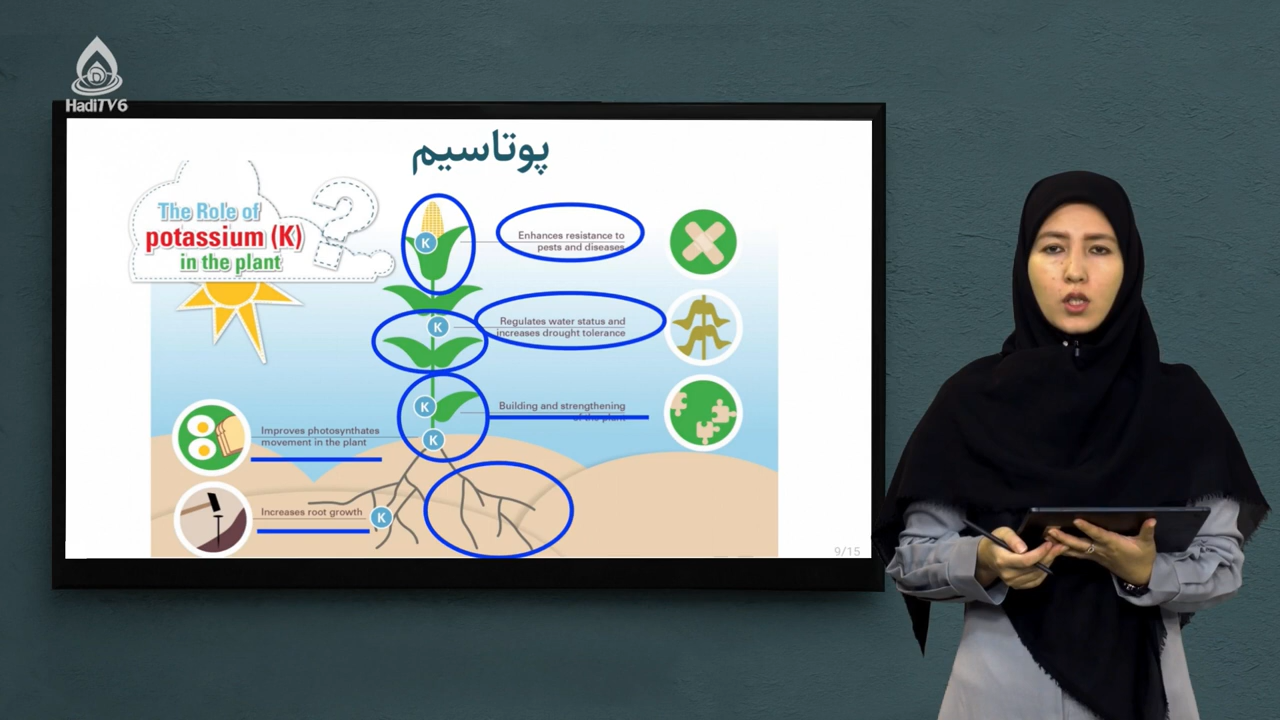 HadiTV6
پوتاسیم
The Role of
potassium (K)
in the plant
?
K
Enhances resistance to
pests and diseases
K
Regulates water status and
increases drought tolerance
K
Building and strengthening
of the plant
K
Improves photosynthates
movement in the plant
Increases root growth
K
9/15